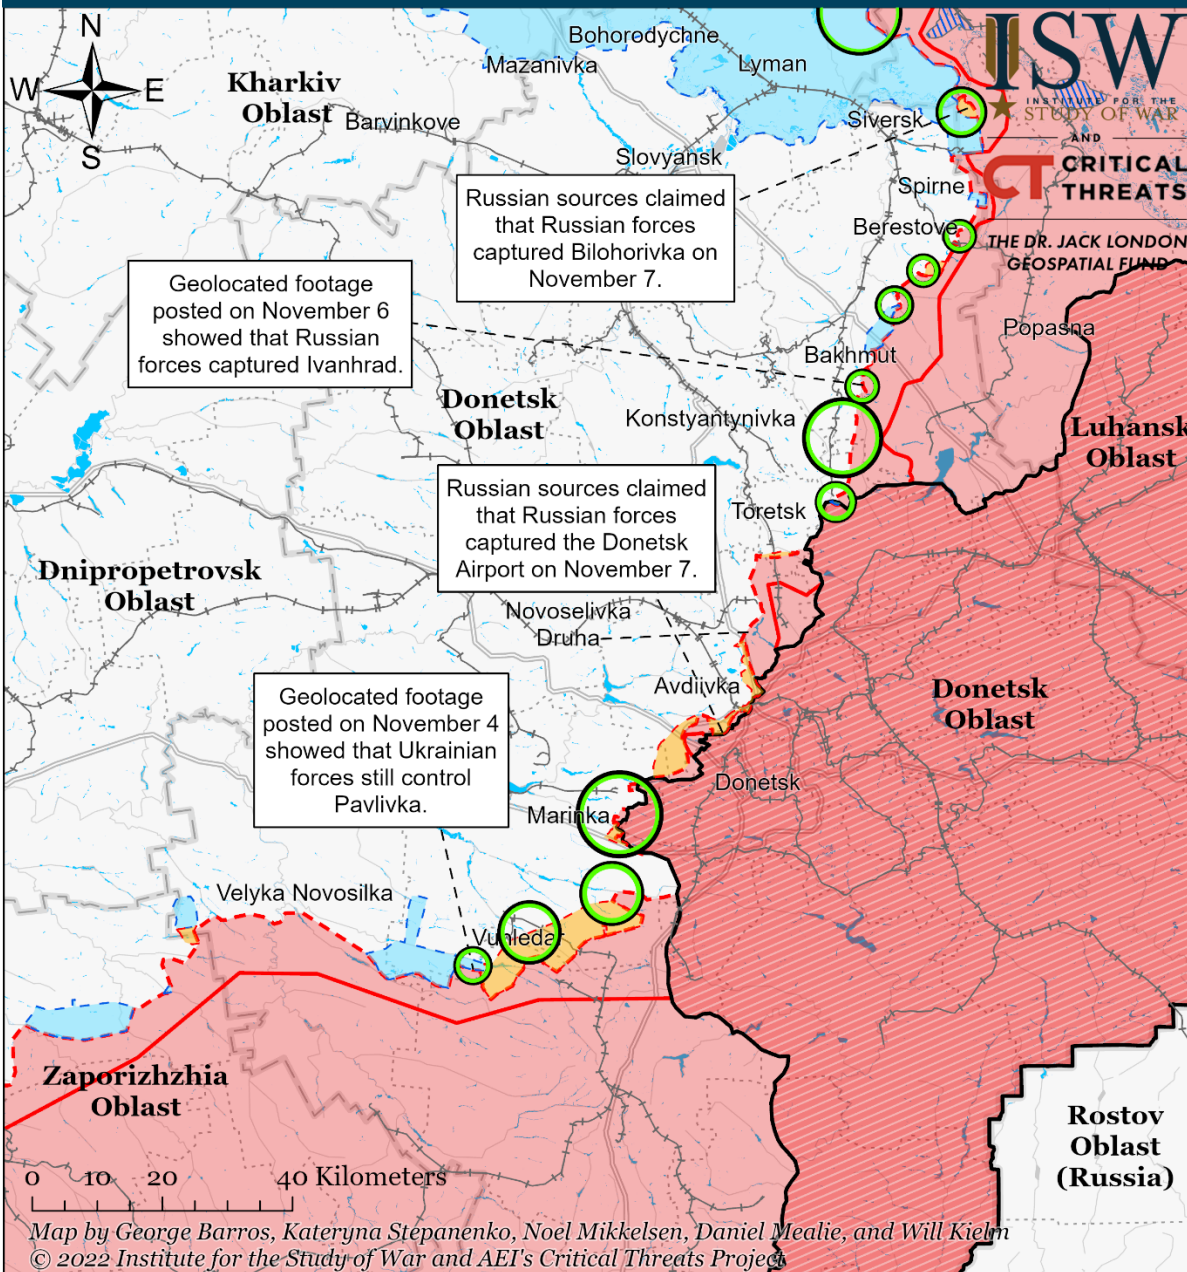 N
W
E
S
ISW
INSTITUTE FOR THE
STUDY OF WAR
AND
CT CRITICAL
THREATS
THE DR. JACK LONDON
GEOSPATIAL FUND
Bohorodychne
Mazanivka
Lyman
Kharkiv
Oblast
Barvinkove
Siversk
Slovyansk
Spirne
Russian sources claimed
that Russian forces
captured Bilohorivka on
November 7.
Berestove
Geolocated footage
posted on November 6
showed that Russian
forces captured Ivanhrad.
Popasna
Bakhmut
Donetsk
Oblast
Konstyantynivka
Luhansk
Oblast
Russian sources claimed
that Russian forces
captured the Donetsk
Airport on November 7.
Toretsk
Dnipropetrovsk
Oblast
Novoselivka
Druha
Avdiivka
Geolocated footage
posted on November 4
showed that Ukrainian
forces still control
Pavlivka.
Donetsk
Oblast
Donetsk
Marinka
Velyka Novosilka
Vuhledar
Zaporizhzhia
Oblast
Rostov
Oblast
(Russia)
0 10 20 40 Kilometers
Map by George Barros, Kateryna Stepanenko, Noel Mikkelsen, Daniel Mealie, and Will Kielm
© 2022 Institute for the Study of War and AEI's Critical Threats Project